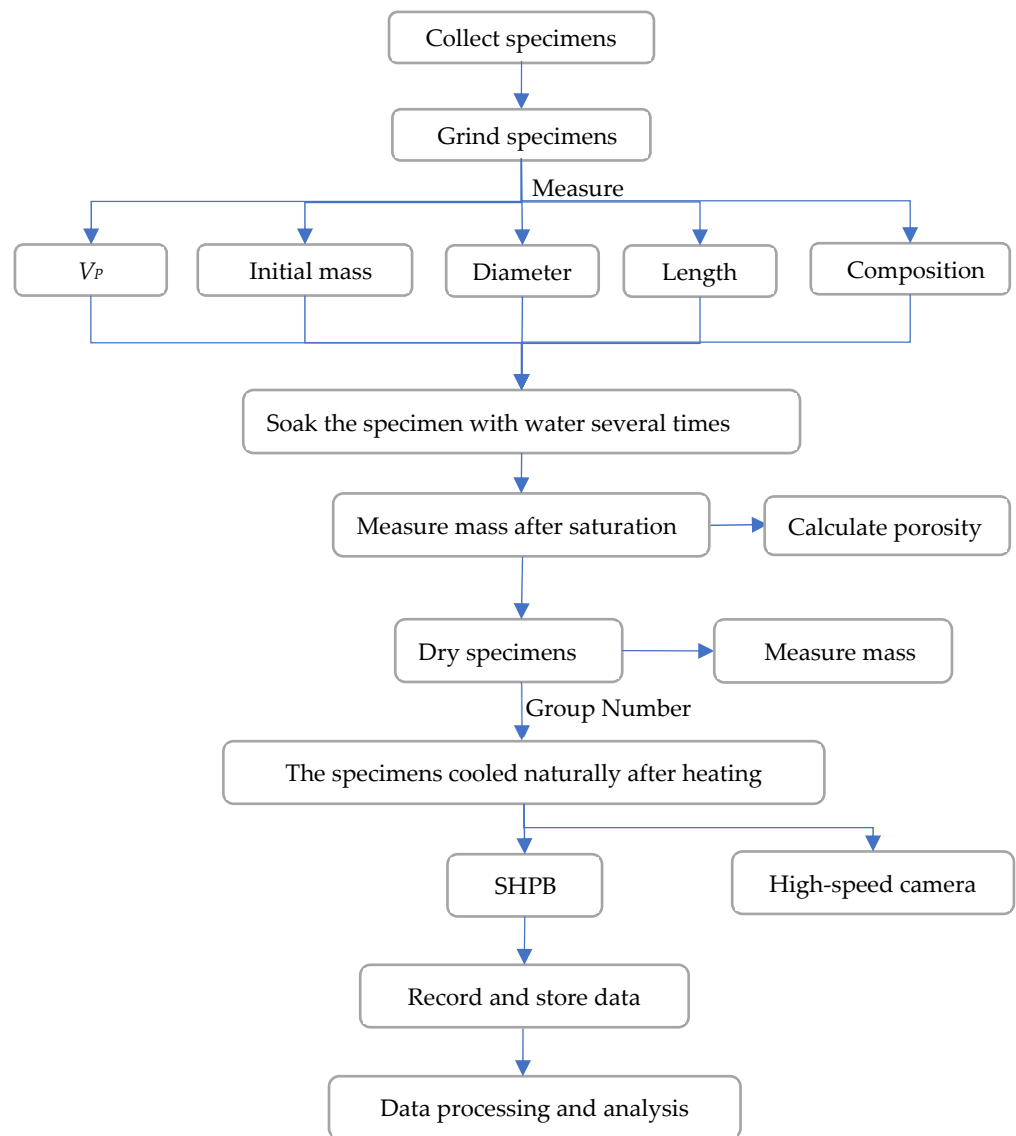 Collect specimens
Grind specimens
Measure
VP
Initial mass
Diameter
Length
Composition
Soak the specimen with water several times
Measure mass after saturation
Calculate porosity
Dry specimens
Measure mass
Group Number
The specimens cooled naturally after heating
SHPB
High-speed camera
Record and store data
Data processing and analysis